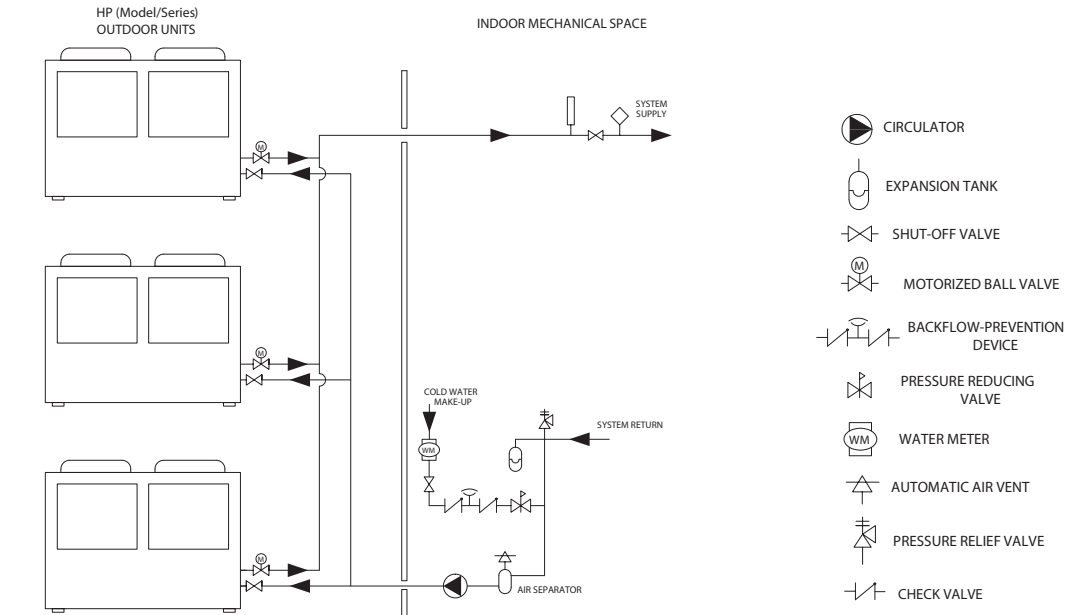 HP (Model/Series)
OUTDOOR UNITS
INDOOR MECHANICAL SPACE
SYSTEM
SUPPLY
M
M
COLD WATER
MAKE-UP
WM
SYSTEM RETURN
M
AIR SEPARATOR
CIRCULATOR
EXPANSION TANK
SHUT-OFF VALVE
M
MOTORIZED BALL VALVE
BACKFLOW-PREVENTION
DEVICE
PRESSURE REDUCING
VALVE
WM
WATER METER
AUTOMATIC AIR VENT
PRESSURE RELIEF VALVE
CHECK VALVE